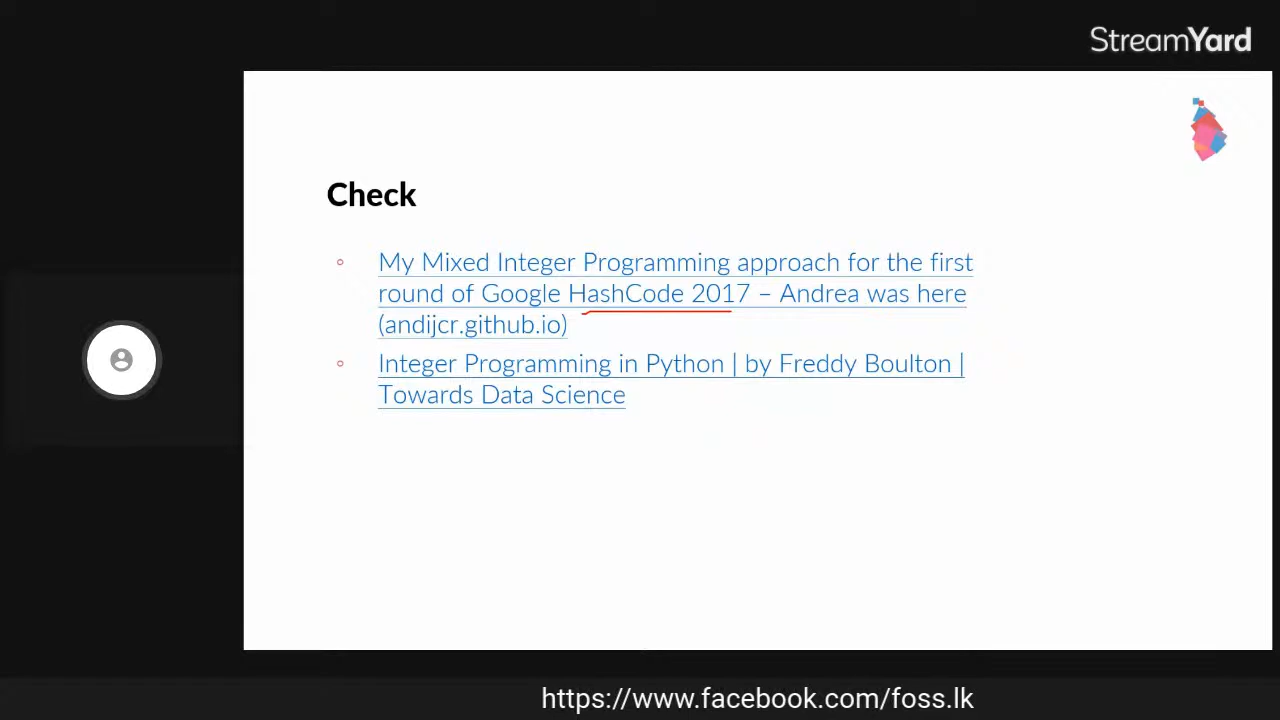 StreamYard
Check
My Mixed Integer Programming approach for the first
round of Google HashCode 2017 – Andrea was here
(andijcr.github.io)
Integer Programming in Python | by Freddy Boulton |
Towards Data Science
https://www.facebook.com/foss.lk